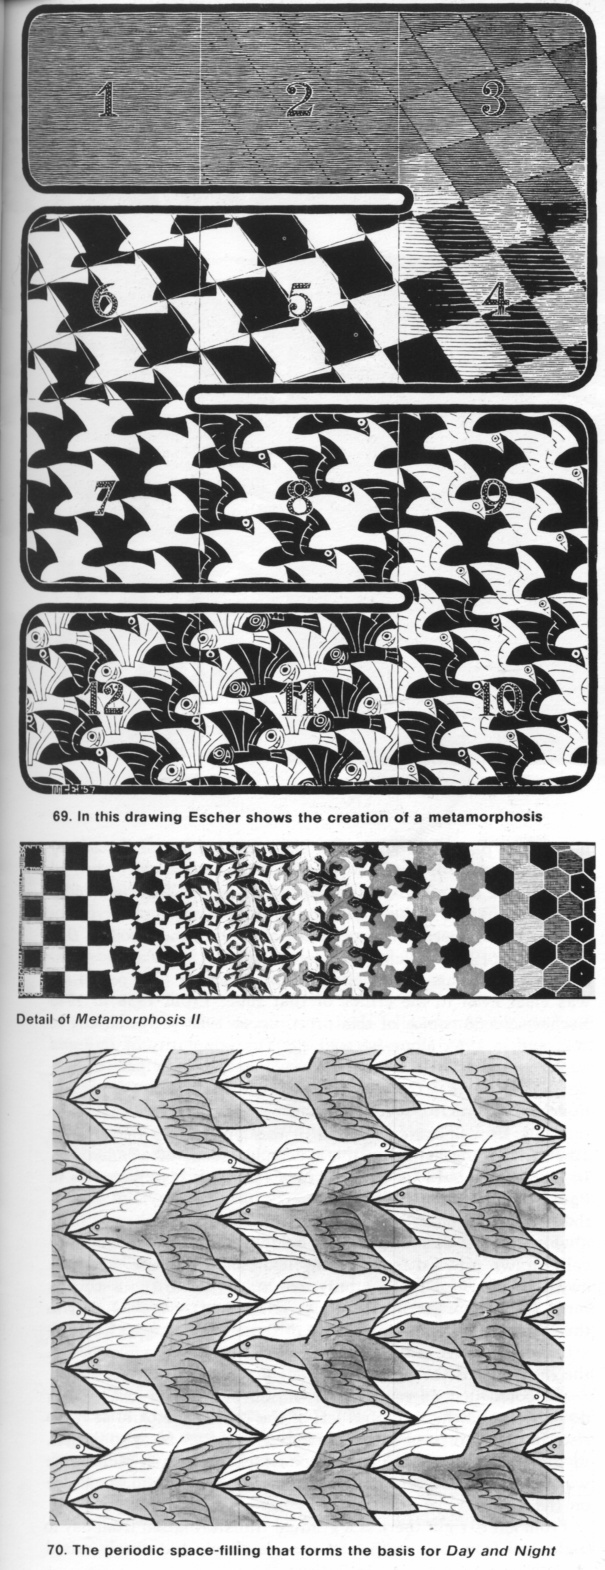 1 2 3
6 5 4
7 8 9
12 11 10
69. In this drawing Escher shows the creation of a metamorphosis
Detail of Metamorphosis II
70. The periodic space-filling that forms the basis for Day and Night